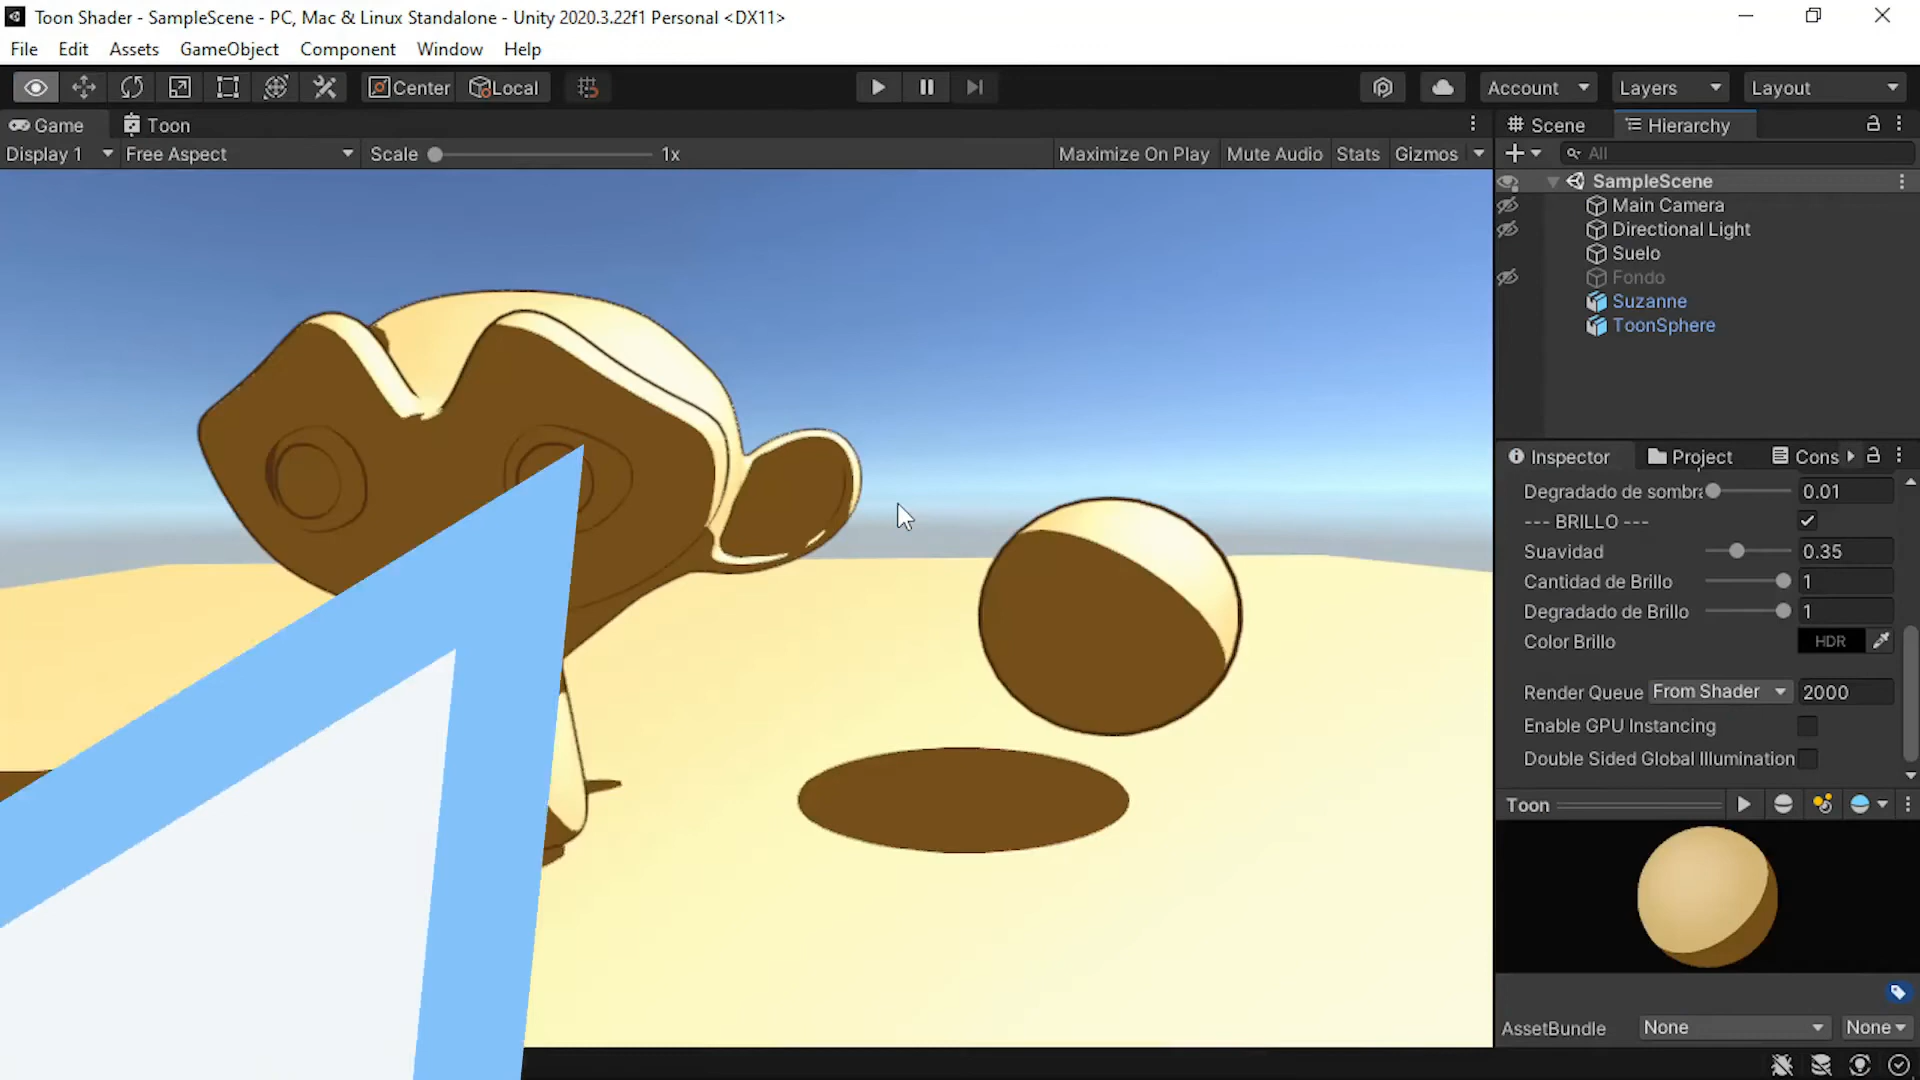 Toon Shader - SampleScene - PC, Mac & Linux Standalone - Unity 2020.3.22f1 Personal <DX11>
File Edit Assets GameObject Component Window Help
Center Local Account Layers Layout
Game Toon
Display 1 Free Aspect Scale 1x Maximize On Play Mute Audio Stats Gizmos
Scene Hierarchy
All
SampleScene
Main Camera
Directional Light
Suelo
Fondo
Suzanne
ToonSphere
Inspector Project Cons
Degradado de sombra 0.01
--- BRILLO ---
Suavidad 0.35
Cantidad de Brillo 1
Degradado de Brillo 1
Color Brillo HDR
Render Queue From Shader 2000
Enable GPU Instancing
Double Sided Global Illumination
Toon
AssetBundle None None